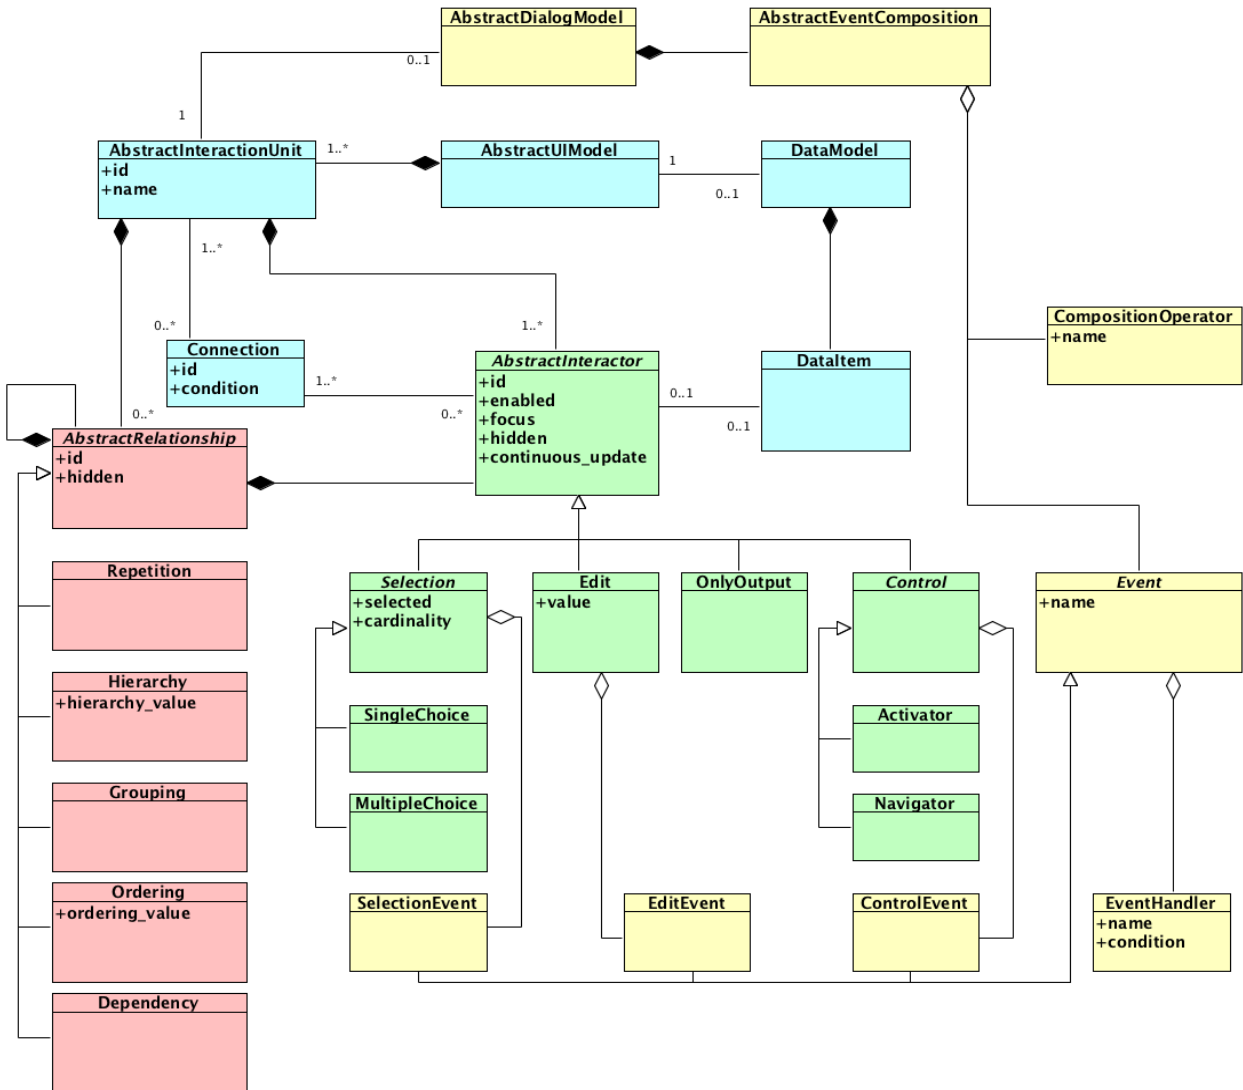 AbstractDialogModel
AbstractEventComposition
0..1
1
AbstractInteractionUnit
+id
+name
1..*
AbstractUIModel
1
0..1
DataModel
1..*
0..*
1..*
Connection
+id
+condition
1..*
0..*
AbstractInteractor
+id
+enabled
+focus
+hidden
+continuous_update
0..1
0..1
DataItem
CompositionOperator
+name
0..*
AbstractRelationship
+id
+hidden
Repetition
Hierarchy
+hierarchy_value
Grouping
Ordering
+ordering_value
Dependency
Selection
+selected
+cardinality
Edit
+value
OnlyOutput
Control
Event
+name
SingleChoice
MultipleChoice
Activator
Navigator
SelectionEvent
EditEvent
ControlEvent
EventHandler
+name
+condition